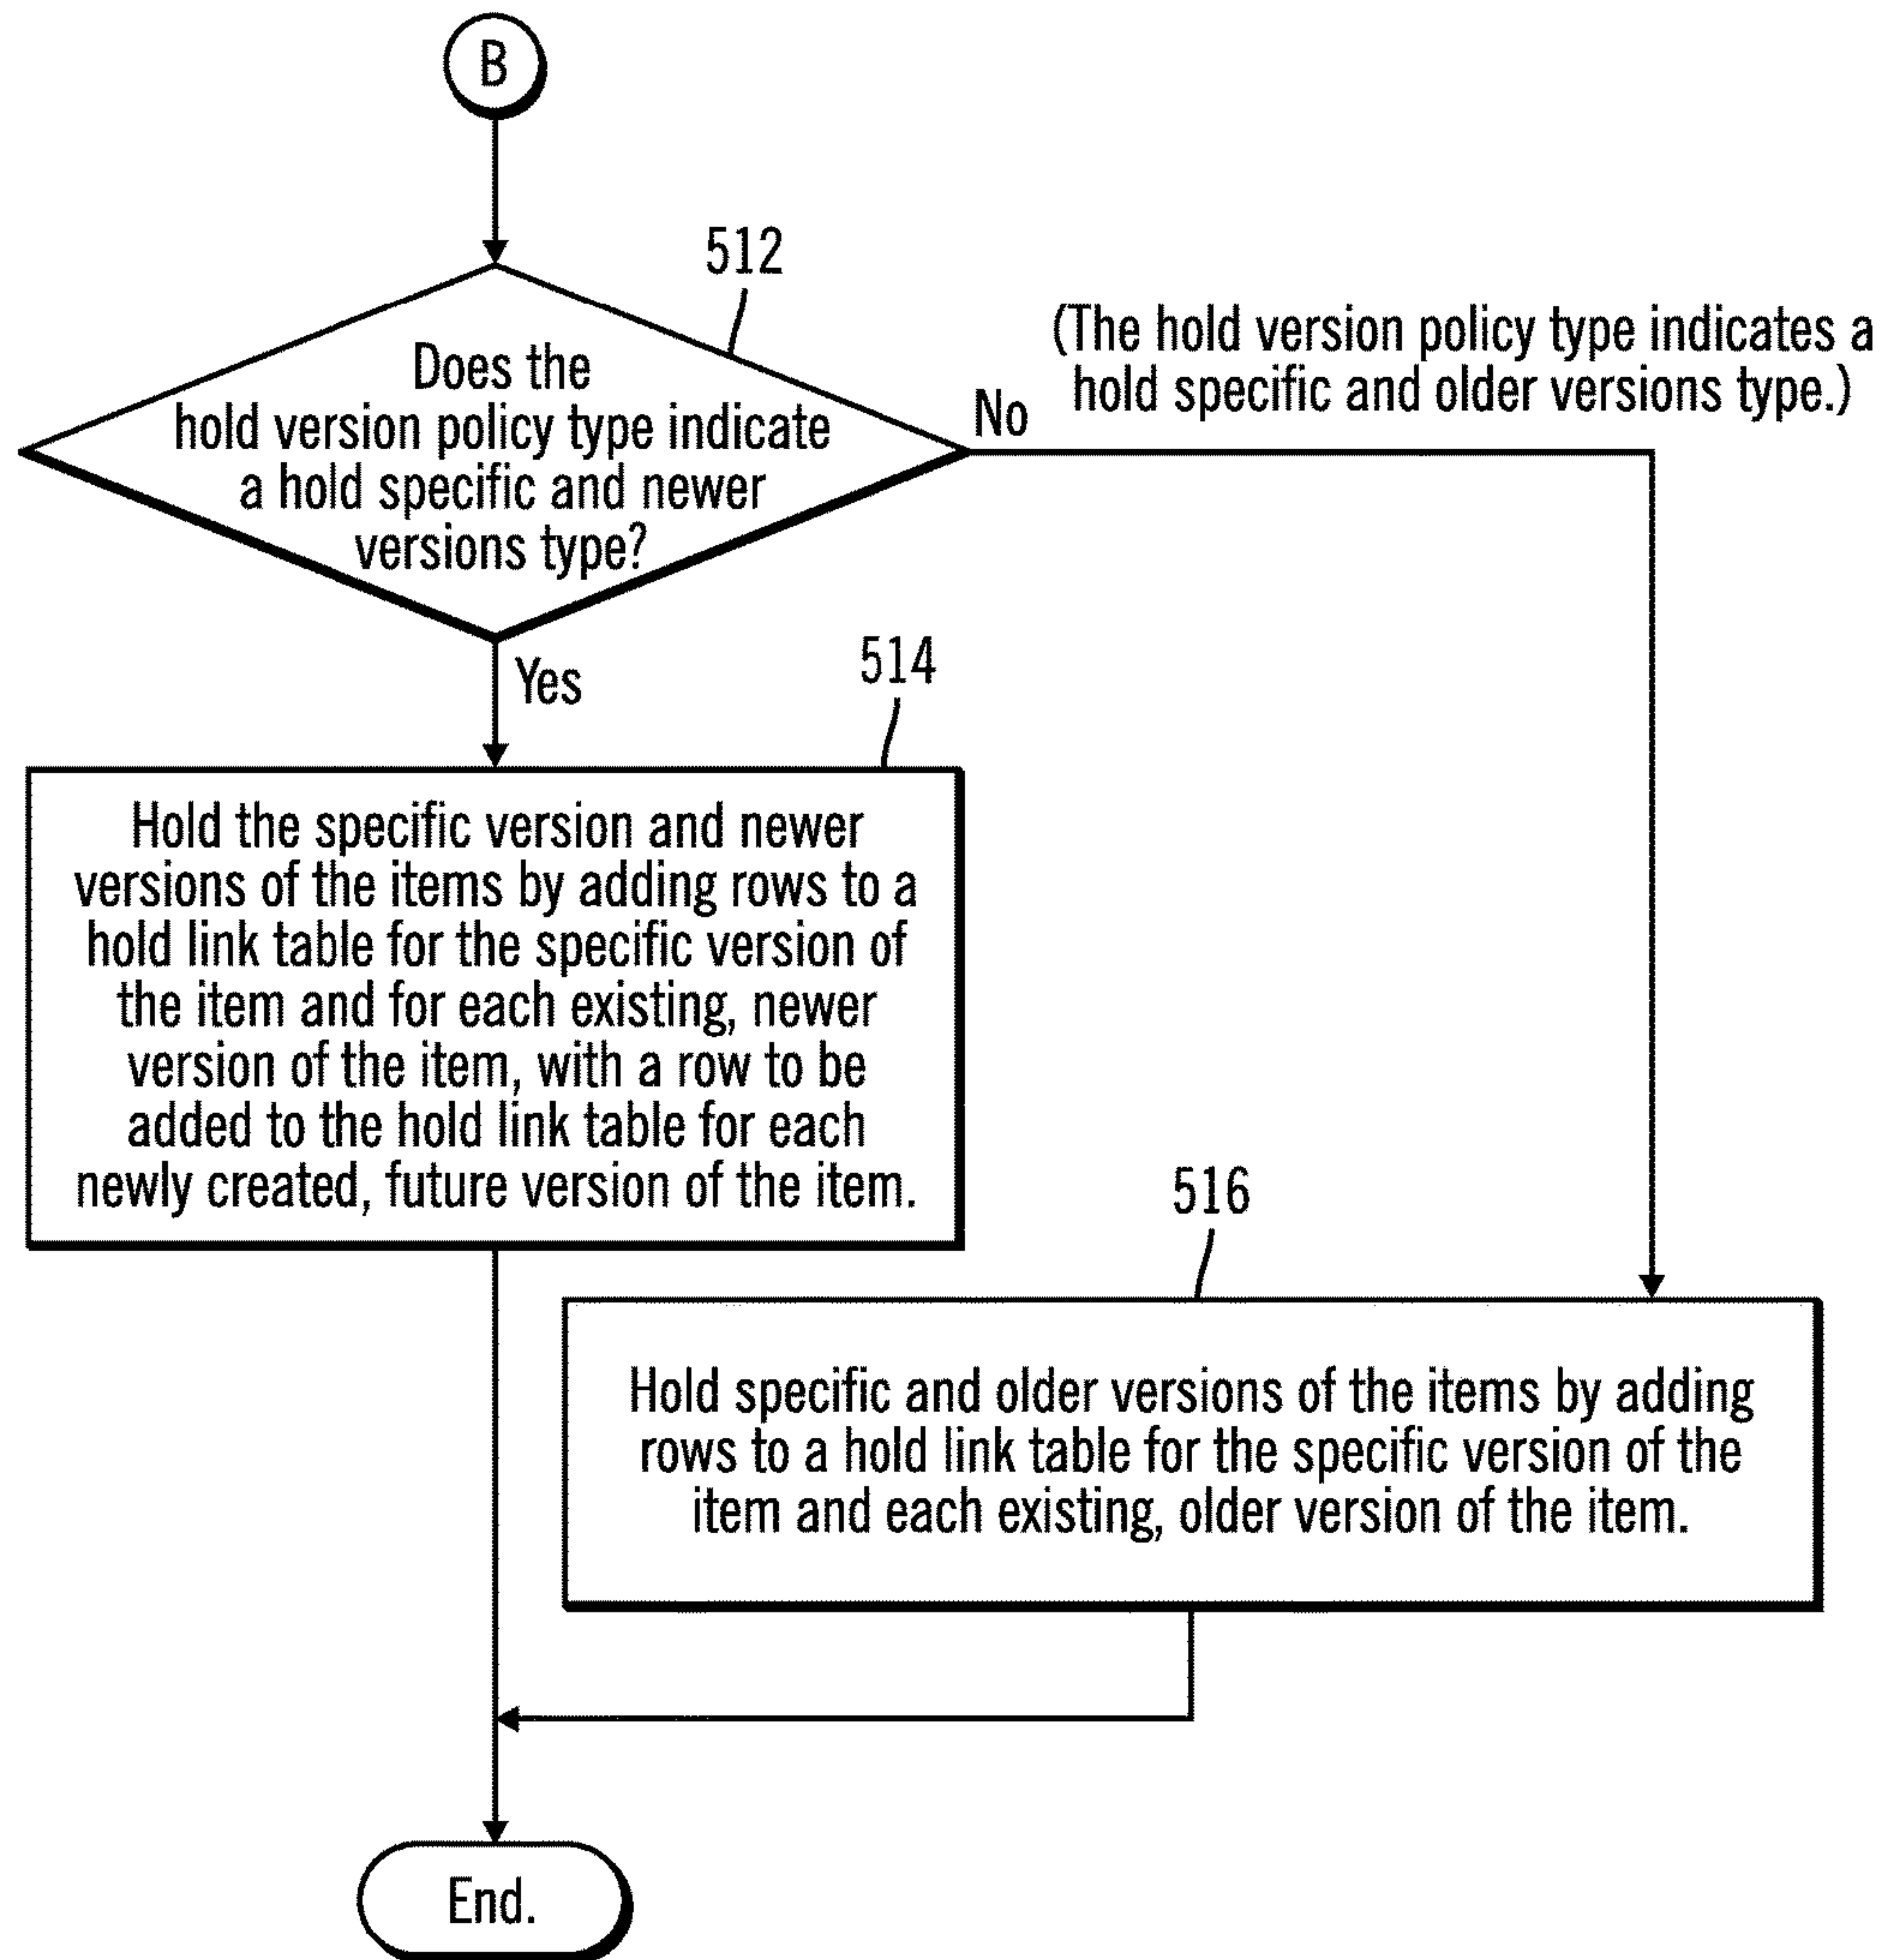 B
512
Does the
hold version policy type indicate
a hold specific and newer
versions type?
No
(The hold version policy type indicates a
hold specific and older versions type.)
Yes
514
Hold the specific version and newer
versions of the items by adding rows to a
hold link table for the specific version of
the item and for each existing, newer
version of the item, with a row to be
added to the hold link table for each
newly created, future version of the item.
516
Hold specific and older versions of the items by adding
rows to a hold link table for the specific version of the
item and each existing, older version of the item.
End.